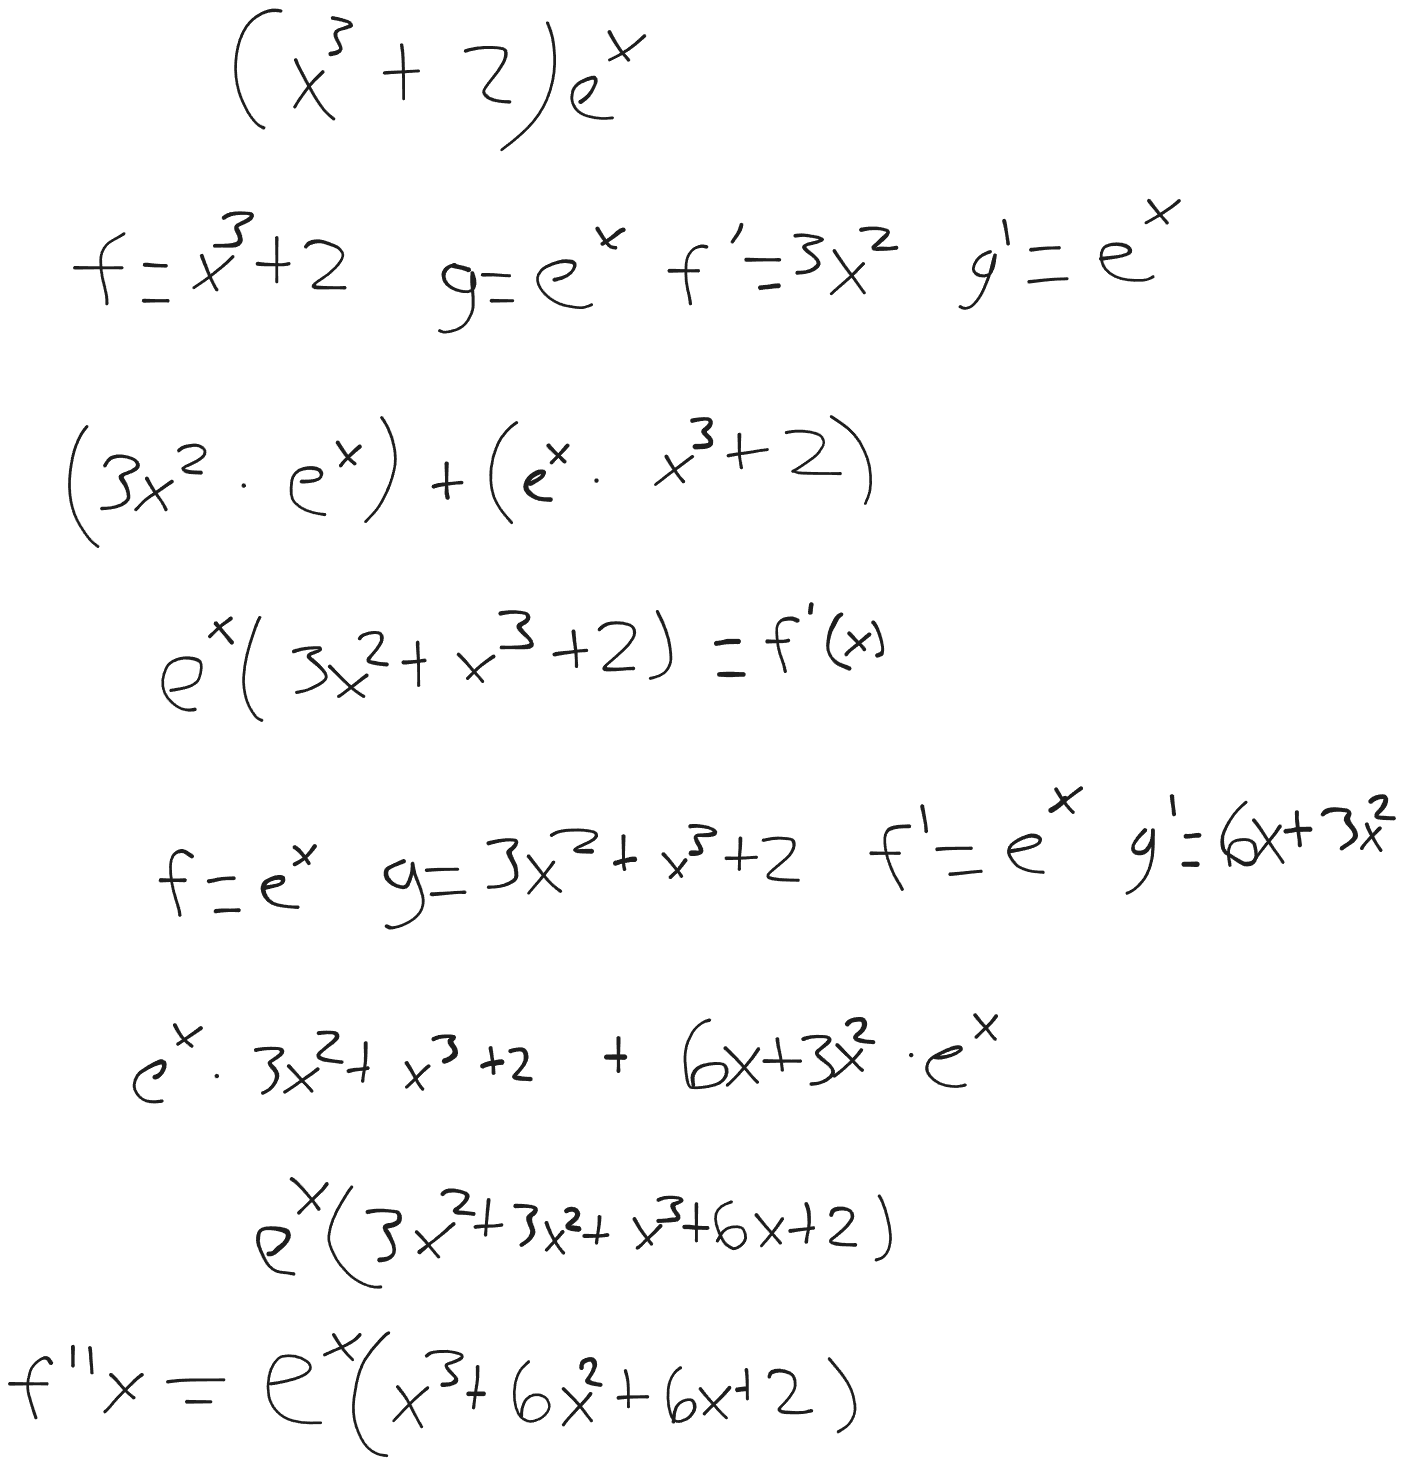 (x³ + 2)eˣ
f = x³+2 g = eˣ f' = 3x² g' = eˣ
(3x² · eˣ) + (eˣ · x³+2)
eˣ(3x² + x³ + 2) = f'(x)
f = eˣ g = 3x² + x³ + 2 f' = eˣ g' = 6x + 3x²
eˣ · 3x² + x³ + 2 + 6x + 3x² · eˣ
eˣ(3x² + 3x² + x³ + 6x + 2)
f''x = eˣ(x³ + 6x² + 6x + 2)